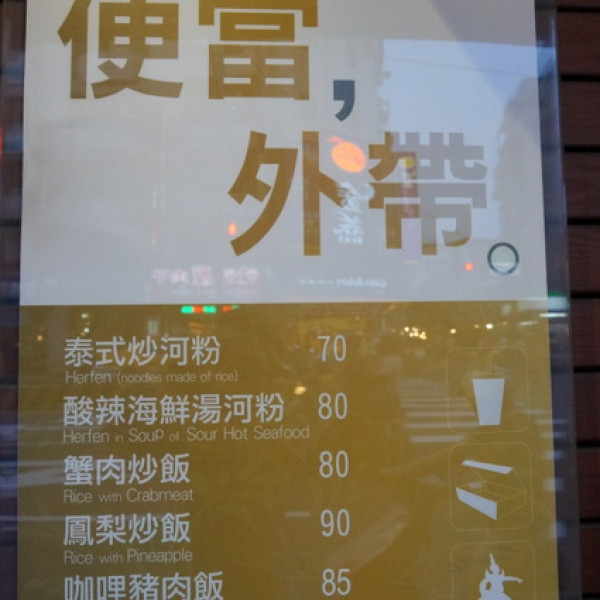 便當，
外帶。
泰式炒河粉 70
Herfen (noodles made of rice)
酸辣海鮮湯河粉 80
Herfen in Soup of Sour Hot Seafood
蟹肉炒飯 80
Rice with Crabmeat
鳳梨炒飯 90
Rice with Pineapple
咖哩豬肉飯 85